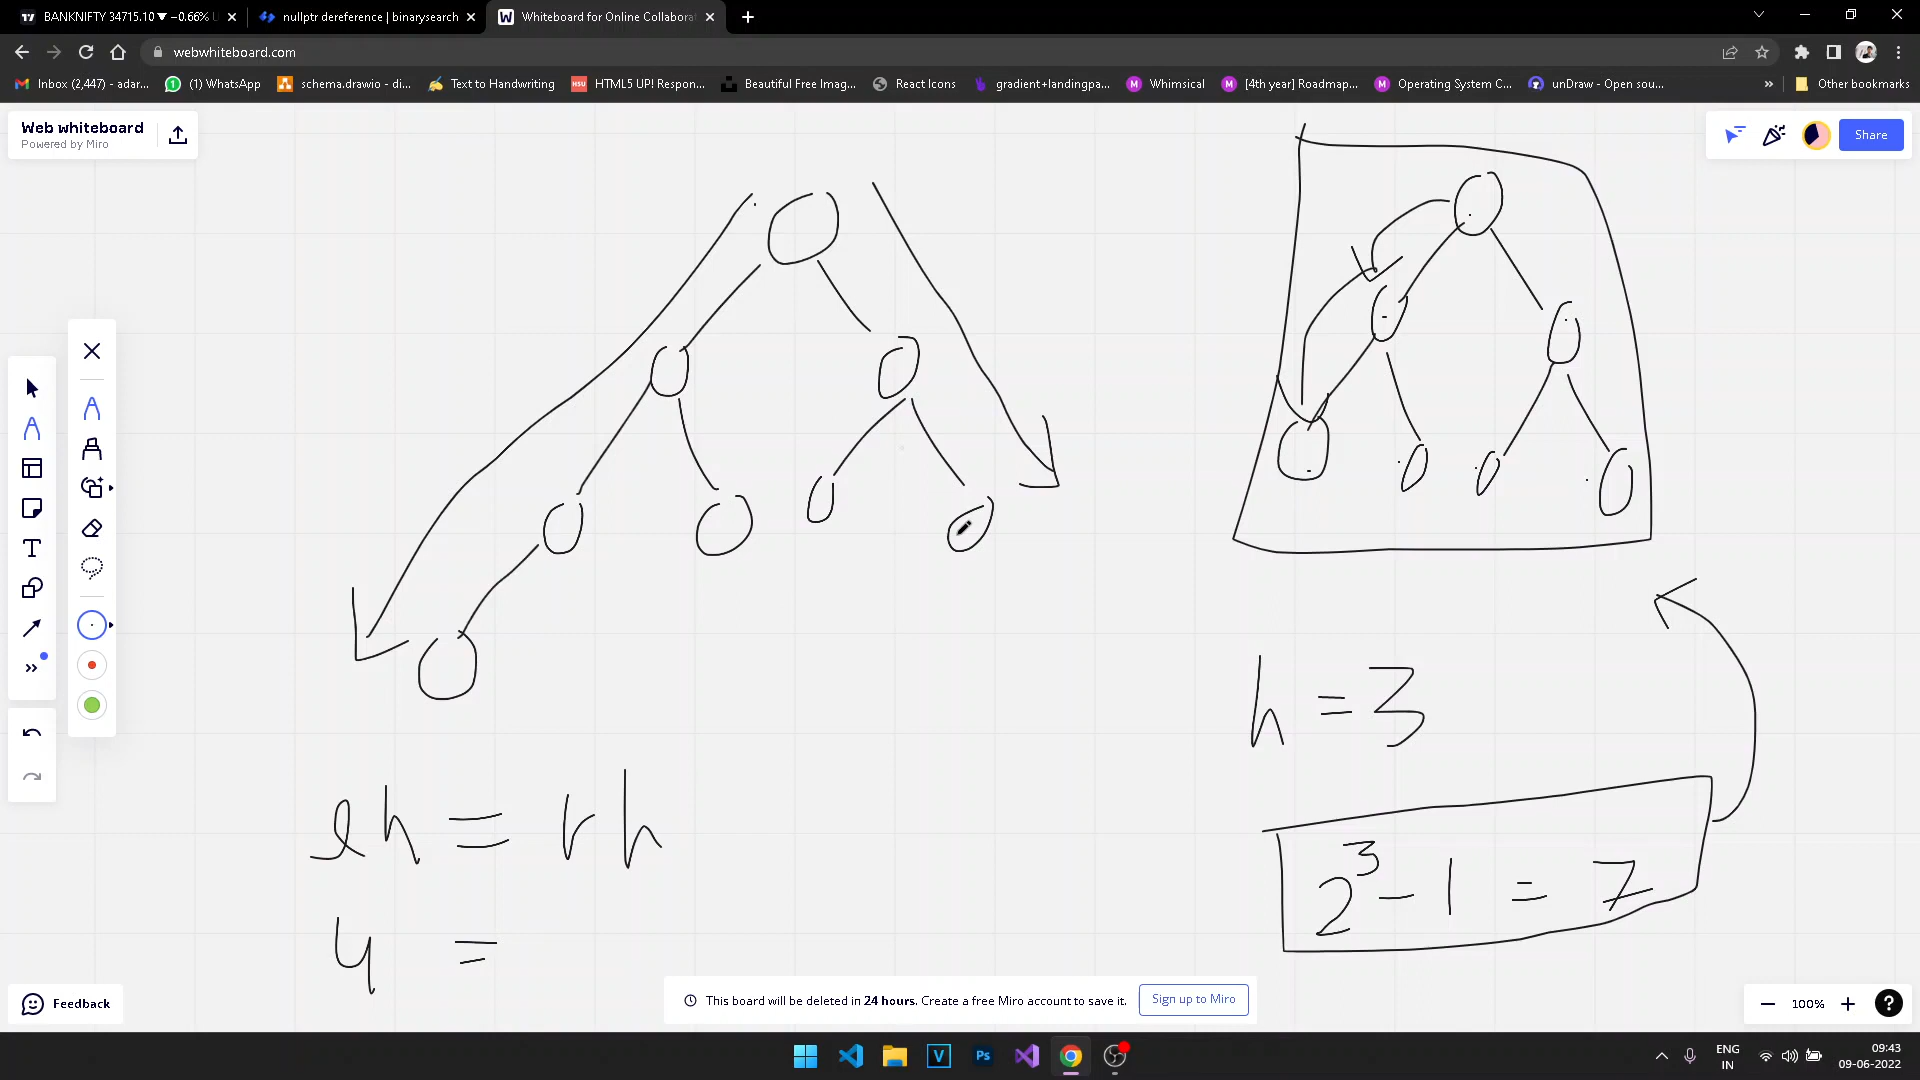 BANKNIFTY 34715.10 ▼ −0.66%
nullptr dereference | binarysearch
Whiteboard for Online Collabora
webwhiteboard.com
Inbox (2,447) - adar...
(1) WhatsApp
schema.drawio - di...
Text to Handwriting
HTML5 UP! Respon...
Beautiful Free Imag...
React Icons
gradient+landingpa...
Whimsical
[4th year] Roadmap...
Operating System C...
unDraw - Open sou...
»
Other bookmarks
Web whiteboard
Powered by Miro
Share
h = 3
lh = rh
2³ - 1 = 7
4 =
Feedback
This board will be deleted in 24 hours. Create a free Miro account to save it.
Sign up to Miro
100%
ENG
IN
09:43
09-06-2022